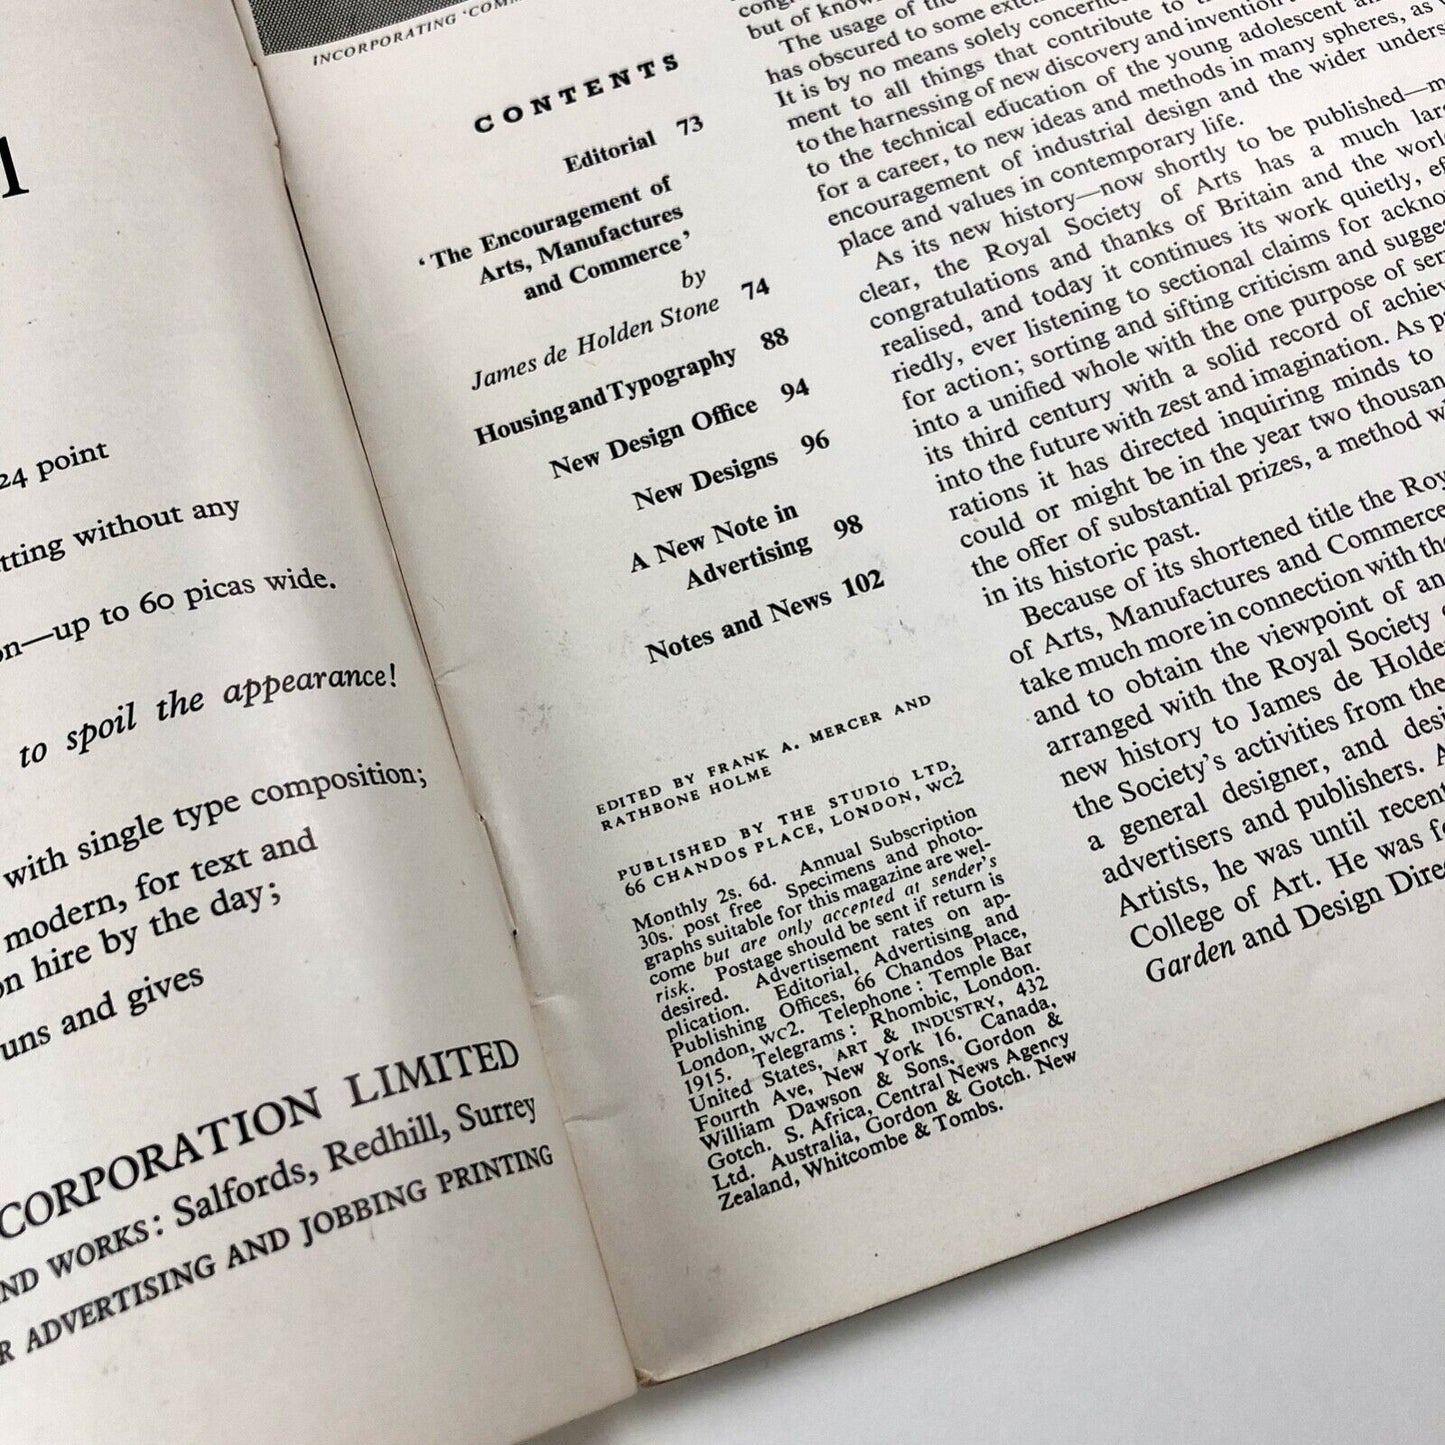 1
24 point
tting without any
on—up to 60 picas wide.
to spoil the appearance!
with single type composition;
modern, for text and
on hire by the day;
uns and gives
CORPORATION LIMITED
ND WORKS: Salfords, Redhill, Surrey
R ADVERTISING AND JOBBING PRINTING
INCORPORATING 'COMM
CONTENTS
Editorial 73
'The Encouragement of
Arts, Manufactures
and Commerce'
by
James de Holden Stone 74
Housing and Typography 88
New Design Office 94
New Designs 96
A New Note in
Advertising 98
Notes and News 102
EDITED BY FRANK A. MERCER AND
RATHBONE HOLME
PUBLISHED BY THE STUDIO LTD,
66 CHANDOS PLACE, LONDON, WC2
Monthly 2s. 6d. Annual Subscription
30s. post free Specimens and photo-
graphs suitable for this magazine are wel-
come but are only accepted at sender's
risk. Postage should be sent if return is
desired. Advertisement rates on ap-
plication. Editorial, Advertising and
Publishing Offices, 66 Chandos Place,
London, WC2. Telephone: Temple Bar
1915. Telegrams: Rhombic, London.
United States, ART & INDUSTRY, 432
Fourth Ave, New York 16. Canada,
William Dawson & Sons, Gordon &
Gotch. S. Africa, Central News Agency
Ltd. Australia, Gordon & Gotch. New
Zealand, Whitcombe & Tombs.
but of know
The usage of the
has obscured to some exten
It is by no means solely concerne
ment to all things that contribute to t
to the harnessing of new discovery and invention
to the technical education of the young adolescent a
for a career, to new ideas and methods in many spheres, as
encouragement of industrial design and the wider unders
place and values in contemporary life.
As its new history—now shortly to be published—m
clear, the Royal Society of Arts has a much larg
congratulations and thanks of Britain and the world
realised, and today it continues its work quietly, ef
riedly, ever listening to sectional claims for ackno
for action; sorting and sifting criticism and sugges
into a unified whole with the one purpose of serv
its third century with a solid record of achiev
into the future with zest and imagination. As pa
rations it has directed inquiring minds to
could or might be in the year two thousan
the offer of substantial prizes, a method w
in its historic past.
Because of its shortened title the Roy
of Arts, Manufactures and Commerce
take much more in connection with the
and to obtain the viewpoint of an
arranged with the Royal Society
new history to James de Holde
the Society's activities from the
a general designer, and desi
advertisers and publishers. A
Artists, he was until recent
College of Art. He was fo
Garden and Design Dire